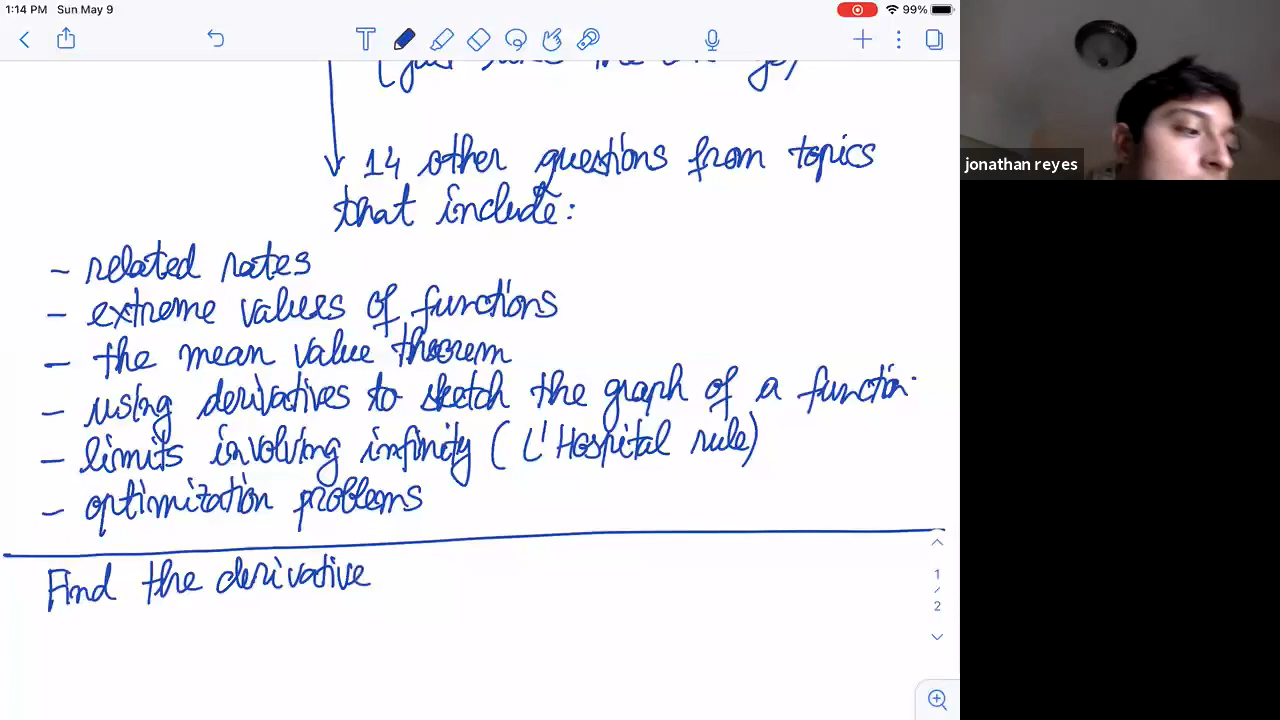 1:14 PM Sun May 9
99%
14 other questions from topics
that include:
- related rates
- extreme values of functions
- the mean value theorem
- using derivatives to sketch the graph of a function.
- limits involving infinity (L'Hospital rule)
- optimization problems
Find the derivative
1
/
2
jonathan reyes